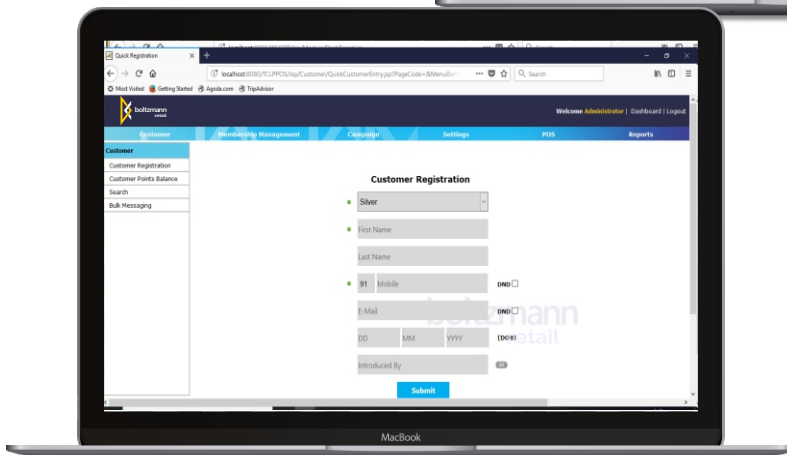 Quick Registration
localhost:8080/TCLPPOS/Jsp/Customer/QuickCustomerEntry.jsp?PageCode=&MenuBar
Search
Most Visited Getting Started Agoda.com TripAdvisor
boltzmann
retail
Welcome Administrator | Dashboard | Logout
Customer Membership Management Campaign Settings POS Reports
Customer
Customer Registration
Customer Points Balance
Search
Bulk Messaging
Customer Registration
Silver
First Name
Last Name
91 Mobile DND
E-Mail DND
DD MM YYYY (DOB)
boltzmann
retail
Introduced By
Submit
MacBook